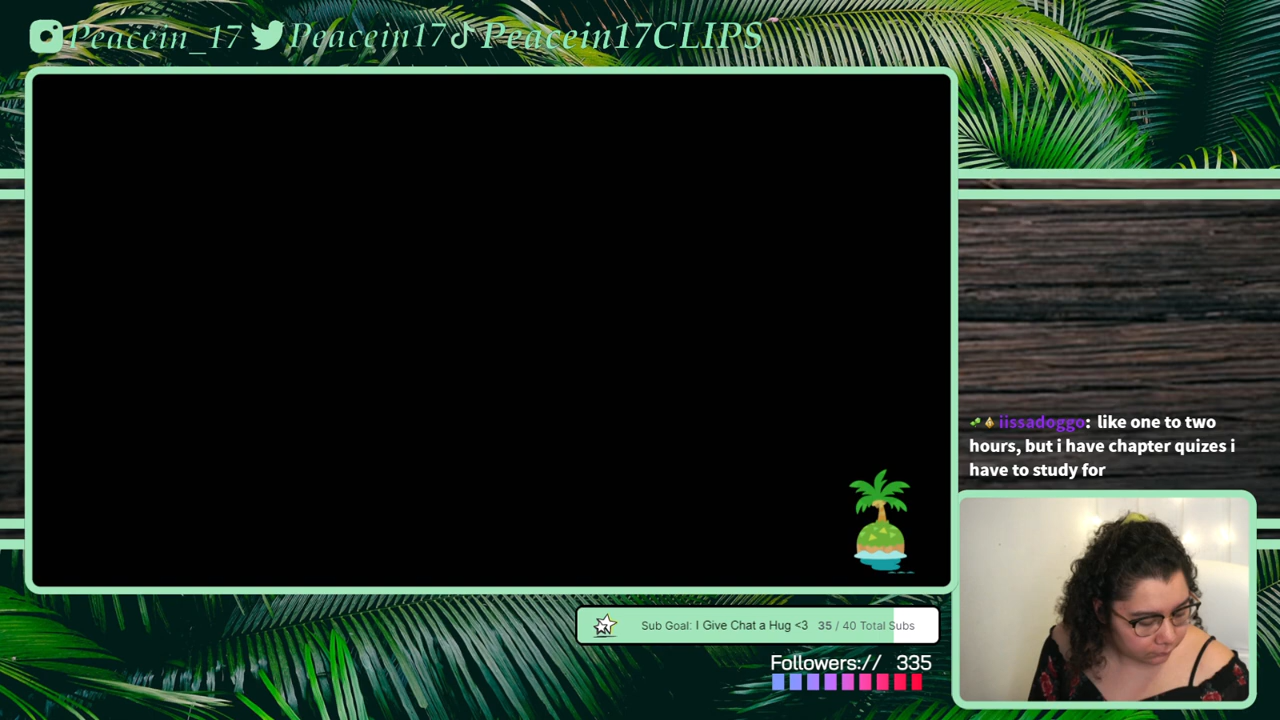 Peacein_17 Peacein17 Peacein17CLIPS
iissadoggo: like one to two
hours, but i have chapter quizes i
have to study for
Sub Goal: I Give Chat a Hug <3 35 / 40 Total Subs
Followers:// 335